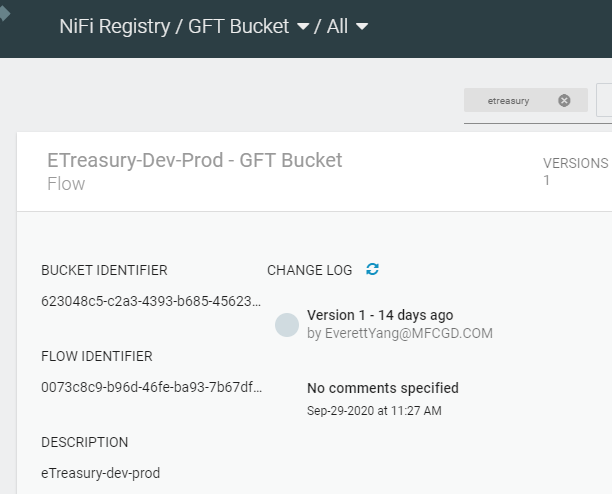 NiFi Registry / GFT Bucket / All
etreasury
ETreasury-Dev-Prod - GFT Bucket
Flow
VERSIONS
1
BUCKET IDENTIFIER
623048c5-c2a3-4393-b685-45623...
FLOW IDENTIFIER
0073c8c9-b96d-46fe-ba93-7b67df...
DESCRIPTION
eTreasury-dev-prod
CHANGE LOG
Version 1 - 14 days ago
by EverettYang@MFCGD.COM
No comments specified
Sep-29-2020 at 11:27 AM